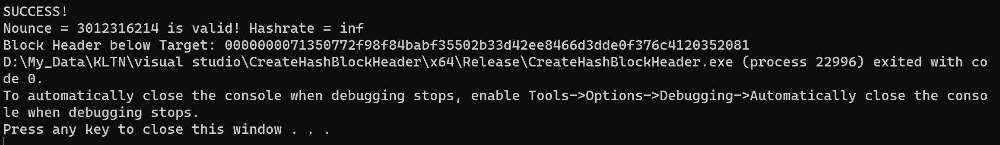 SUCCESS!
Nounce = 3012316214 is valid! Hashrate = inf
Block Header below Target: 0000000071350772f98f84babf35502b33d42ee8466d3dde0f376c4120352081
D:\My_Data\KLTN\visual studio\CreateHashBlockHeader\x64\Release\CreateHashBlockHeader.exe (process 22996) exited with co
de 0.
To automatically close the console when debugging stops, enable Tools->Options->Debugging->Automatically close the conso
le when debugging stops.
Press any key to close this window . . .